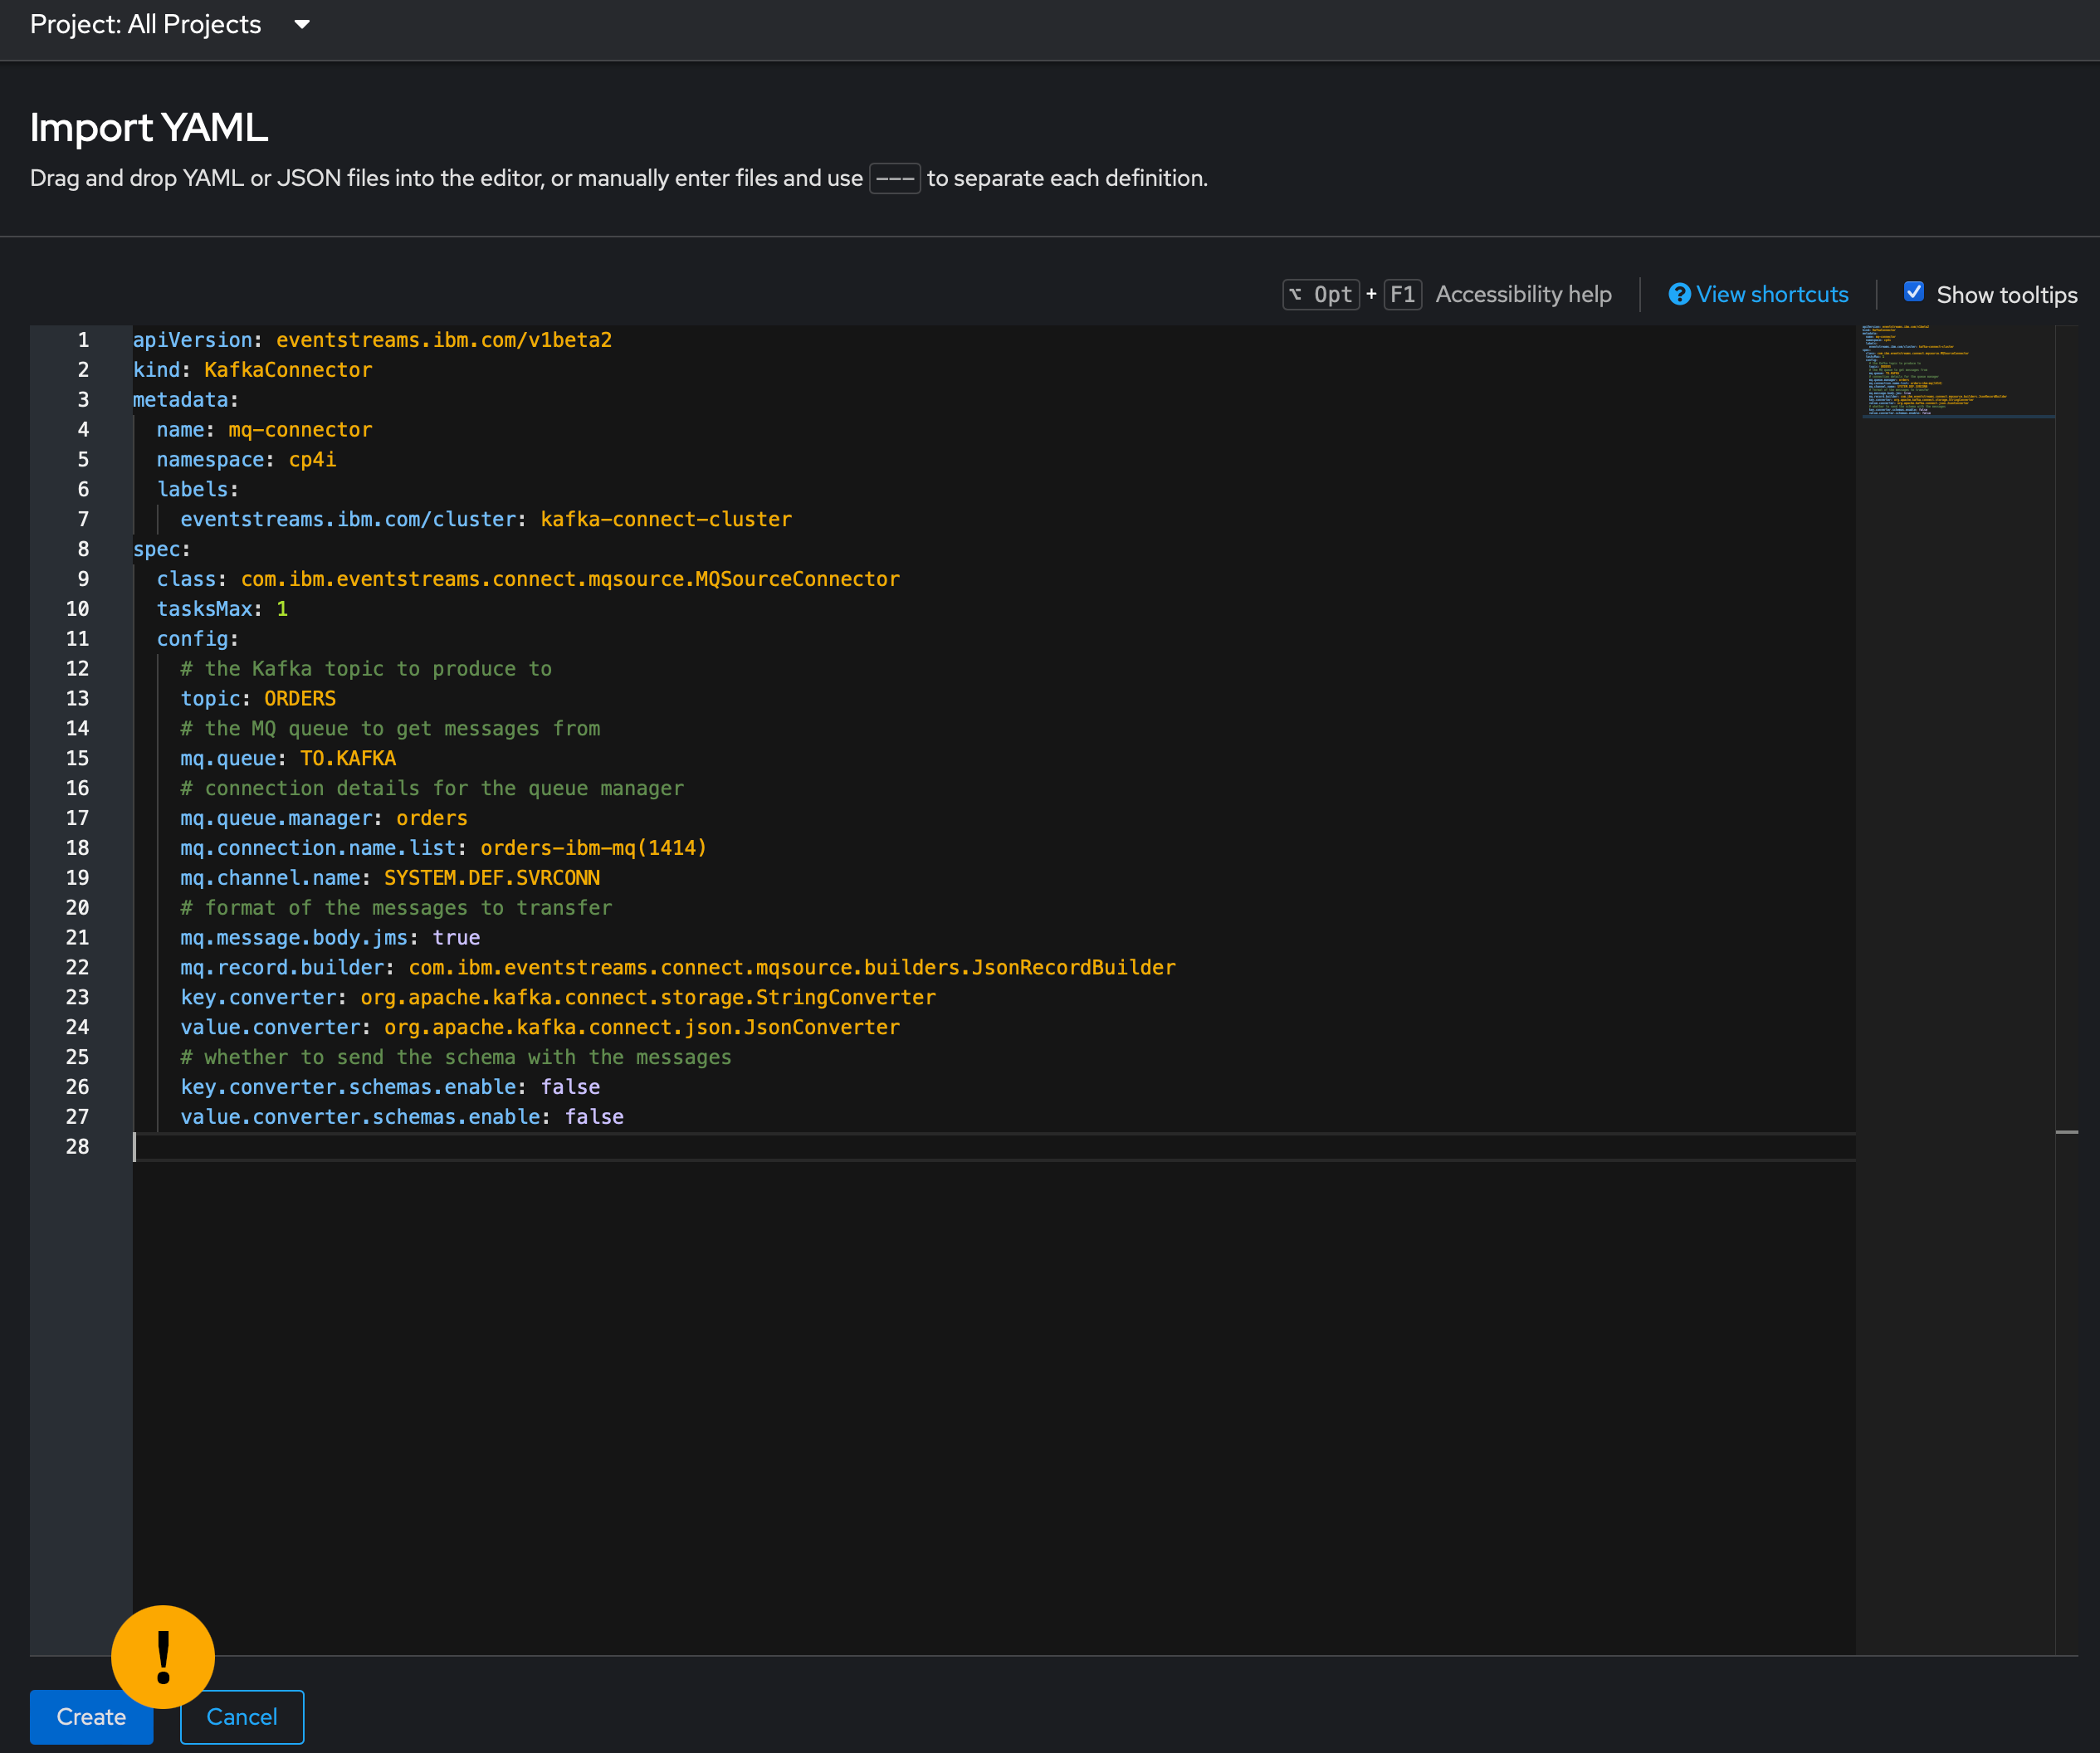 Project: All Projects
Import YAML
Drag and drop YAML or JSON files into the editor, or manually enter files and use --- to separate each definition.
⌥ Opt + F1 Accessibility help View shortcuts Show tooltips
1 apiVersion: eventstreams.ibm.com/v1beta2
2 kind: KafkaConnector
3 metadata:
4 name: mq-connector
5 namespace: cp4i
6 labels:
7 eventstreams.ibm.com/cluster: kafka-connect-cluster
8 spec:
9 class: com.ibm.eventstreams.connect.mqsource.MQSourceConnector
10 tasksMax: 1
11 config:
12 # the Kafka topic to produce to
13 topic: ORDERS
14 # the MQ queue to get messages from
15 mq.queue: TO.KAFKA
16 # connection details for the queue manager
17 mq.queue.manager: orders
18 mq.connection.name.list: orders-ibm-mq(1414)
19 mq.channel.name: SYSTEM.DEF.SVRCONN
20 # format of the messages to transfer
21 mq.message.body.jms: true
22 mq.record.builder: com.ibm.eventstreams.connect.mqsource.builders.JsonRecordBuilder
23 key.converter: org.apache.kafka.connect.storage.StringConverter
24 value.converter: org.apache.kafka.connect.json.JsonConverter
25 # whether to send the schema with the messages
26 key.converter.schemas.enable: false
27 value.converter.schemas.enable: false
28
!
Create Cancel